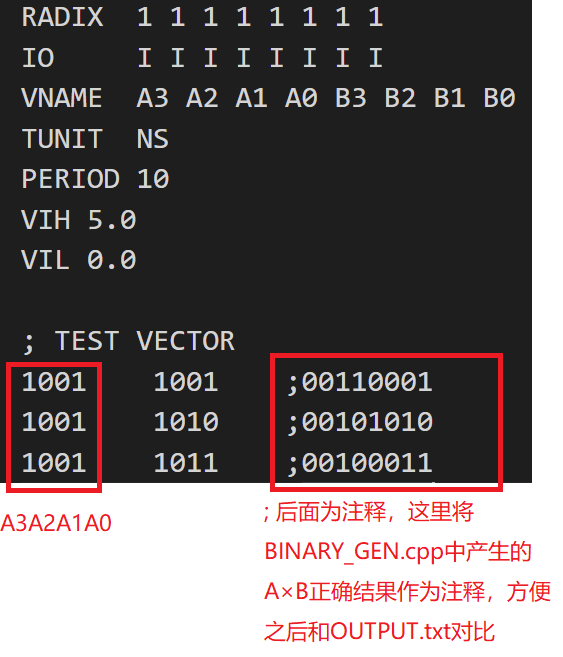 RADIX 1 1 1 1 1 1 1 1
IO I I I I I I I I
VNAME A3 A2 A1 A0 B3 B2 B1 B0
TUNIT NS
PERIOD 10
VIH 5.0
VIL 0.0
; TEST VECTOR
1001 1001 ;00110001
1001 1010 ;00101010
1001 1011 ;00100011
A3A2A1A0
; 后面为注释，这里将
BINARY_GEN.cpp中产生的
A×B正确结果作为注释，方便
之后和OUTPUT.txt对比